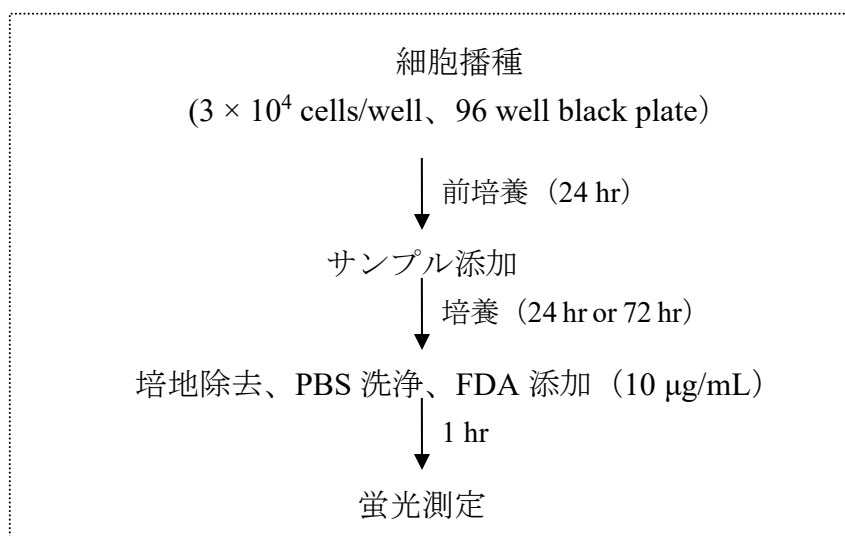 細胞播種
(3 × 10⁴ cells/well、96 well black plate）
前培養（24 hr）
サンプル添加
培養（24 hr or 72 hr）
培地除去、PBS 洗浄、FDA 添加（10 μg/mL）
1 hr
蛍光測定